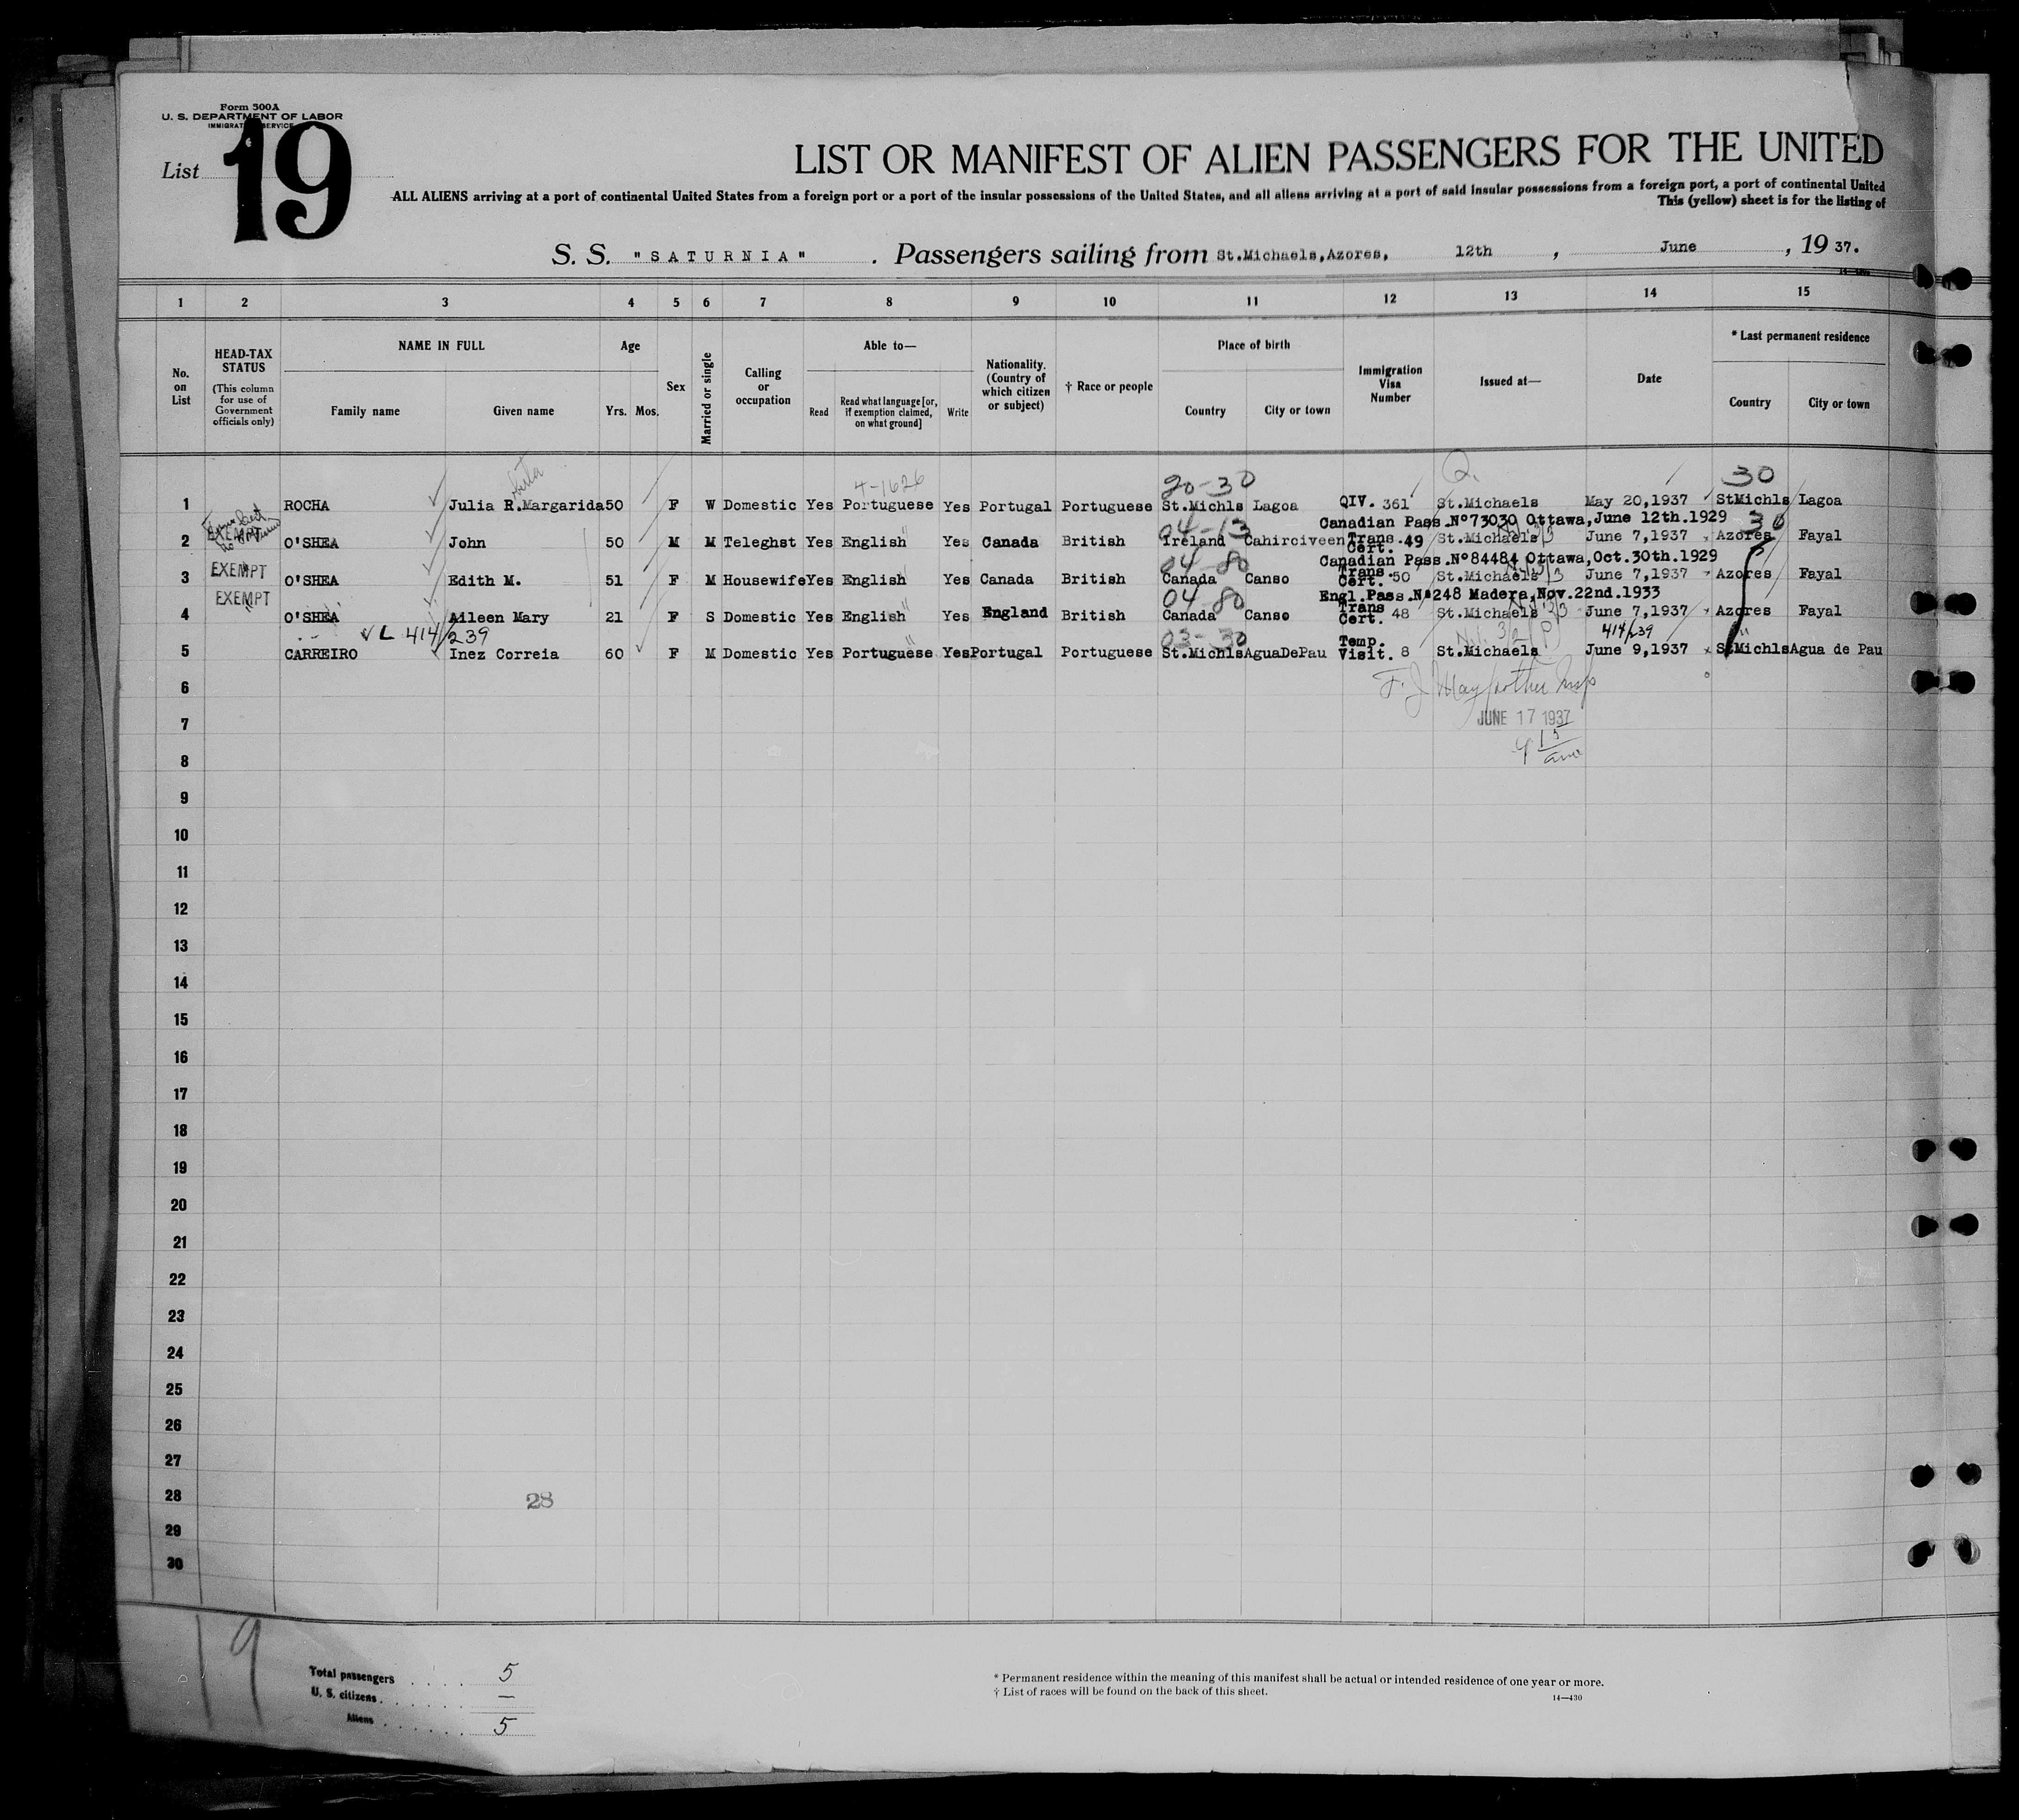 Form 500A
U. S. DEPARTMENT OF LABOR
IMMIGRATION SERVICE
List 19
LIST OR MANIFEST OF ALIEN PASSENGERS FOR THE UNITED
ALL ALIENS arriving at a port of continental United States from a foreign port or a port of the insular possessions of the United States, and all aliens arriving at a port of said insular possessions from a foreign port, a port of continental United
This (yellow) sheet is for the listing of
S. S. "SATURNIA" . Passengers sailing from St.Michaels,Azores, 12th , June , 19 37.
1 2 3 4 5 6 7 8 9 10 11 12 13 14 15
No. on List
HEAD-TAX STATUS (This column for use of Government officials only)
NAME IN FULL
Family name Given name
Age
Yrs. Mos.
Sex
Married or single
Calling or occupation
Able to—
Read Read what language [or, if exemption claimed, on what ground] Write
Nationality. (Country of which citizen or subject)
† Race or people
Place of birth
Country City or town
Immigration Visa Number
Issued at—
Date
* Last permanent residence
Country City or town
4-1626 20-30 Q. 30
1 ROCHA Julia R.Margarida 50 F W Domestic Yes Portuguese Yes Portugal Portuguese St.Michls Lagoa QIV. 361 St.Michaels May 20,1937 StMichls Lagoa
04-13 Canadian Pass.Nº73030 Ottawa,June 12th.1929 30
2 EXEMPT O'SHEA John 50 M M Teleghst Yes English Yes Canada British Ireland Cahirciveen Trans. Cert. 49 St.Michaels June 7,1937 Azores Fayal
04-80 Canadian Pass.Nº84484 Ottawa,Oct.30th.1929
3 EXEMPT O'SHEA Edith M. 51 F M Housewife Yes English Yes Canada British Canada Canso Trans Cert. 50 St.Michaels June 7,1937 Azores Fayal
04-80 Engl.Pass.Nº248 Madera,Nov.22nd.1933
4 EXEMPT O'SHEA Aileen Mary 21 F S Domestic Yes English Yes England British Canada Canso Trans Cert. 48 St.Michaels June 7,1937 Azores Fayal
L 414/239 03-30 414/239
5 CARREIRO Inez Correia 60 F M Domestic Yes Portuguese Yes Portugal Portuguese St.Michls AguaDePau Temp. Visit. 8 St.Michaels June 9,1937 St.Michls Agua de Pau
6
7 JUNE 17 1937
8
9
10
11
12
13
14
15
16
17
18
19
20
21
22
23
24
25
26
27
28 28
29
30
19
Total passengers . . . . 5
U. S. citizens . . . . . . —
Aliens . . . . . . 5
* Permanent residence within the meaning of this manifest shall be actual or intended residence of one year or more.
† List of races will be found on the back of this sheet.
14—430